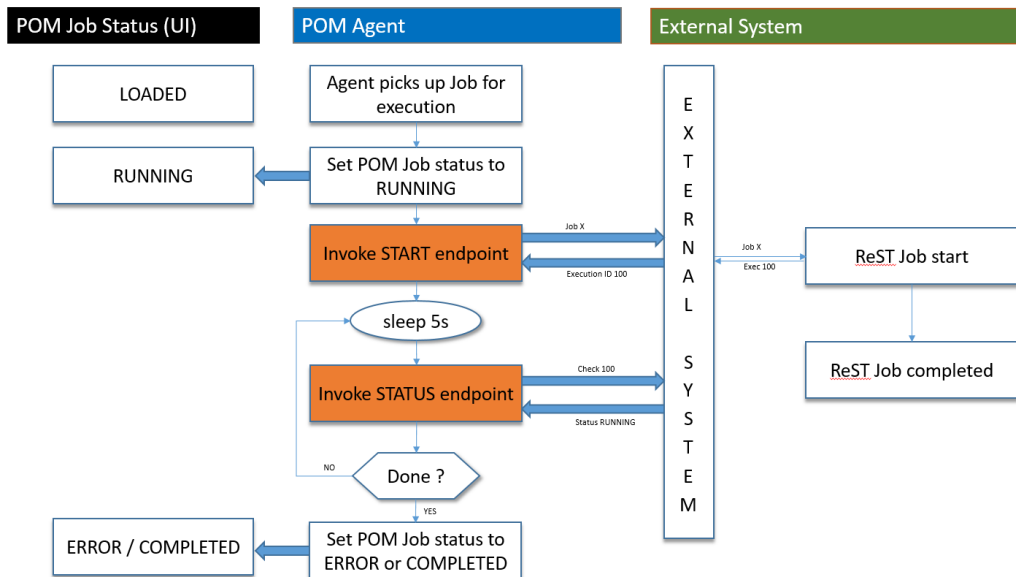 POM Job Status (UI)
POM Agent
External System
LOADED
Agent picks up Job for
execution
RUNNING
Set POM Job status to
RUNNING
Invoke START endpoint
Job X
Execution ID 100
E
X
T
E
R
N
A
L
S
Y
S
T
E
M
Job X
Exec 100
ReST Job start
sleep 5s
Invoke STATUS endpoint
Check 100
Status RUNNING
ReST Job completed
NO
Done ?
YES
ERROR / COMPLETED
Set POM Job status to
ERROR or COMPLETED